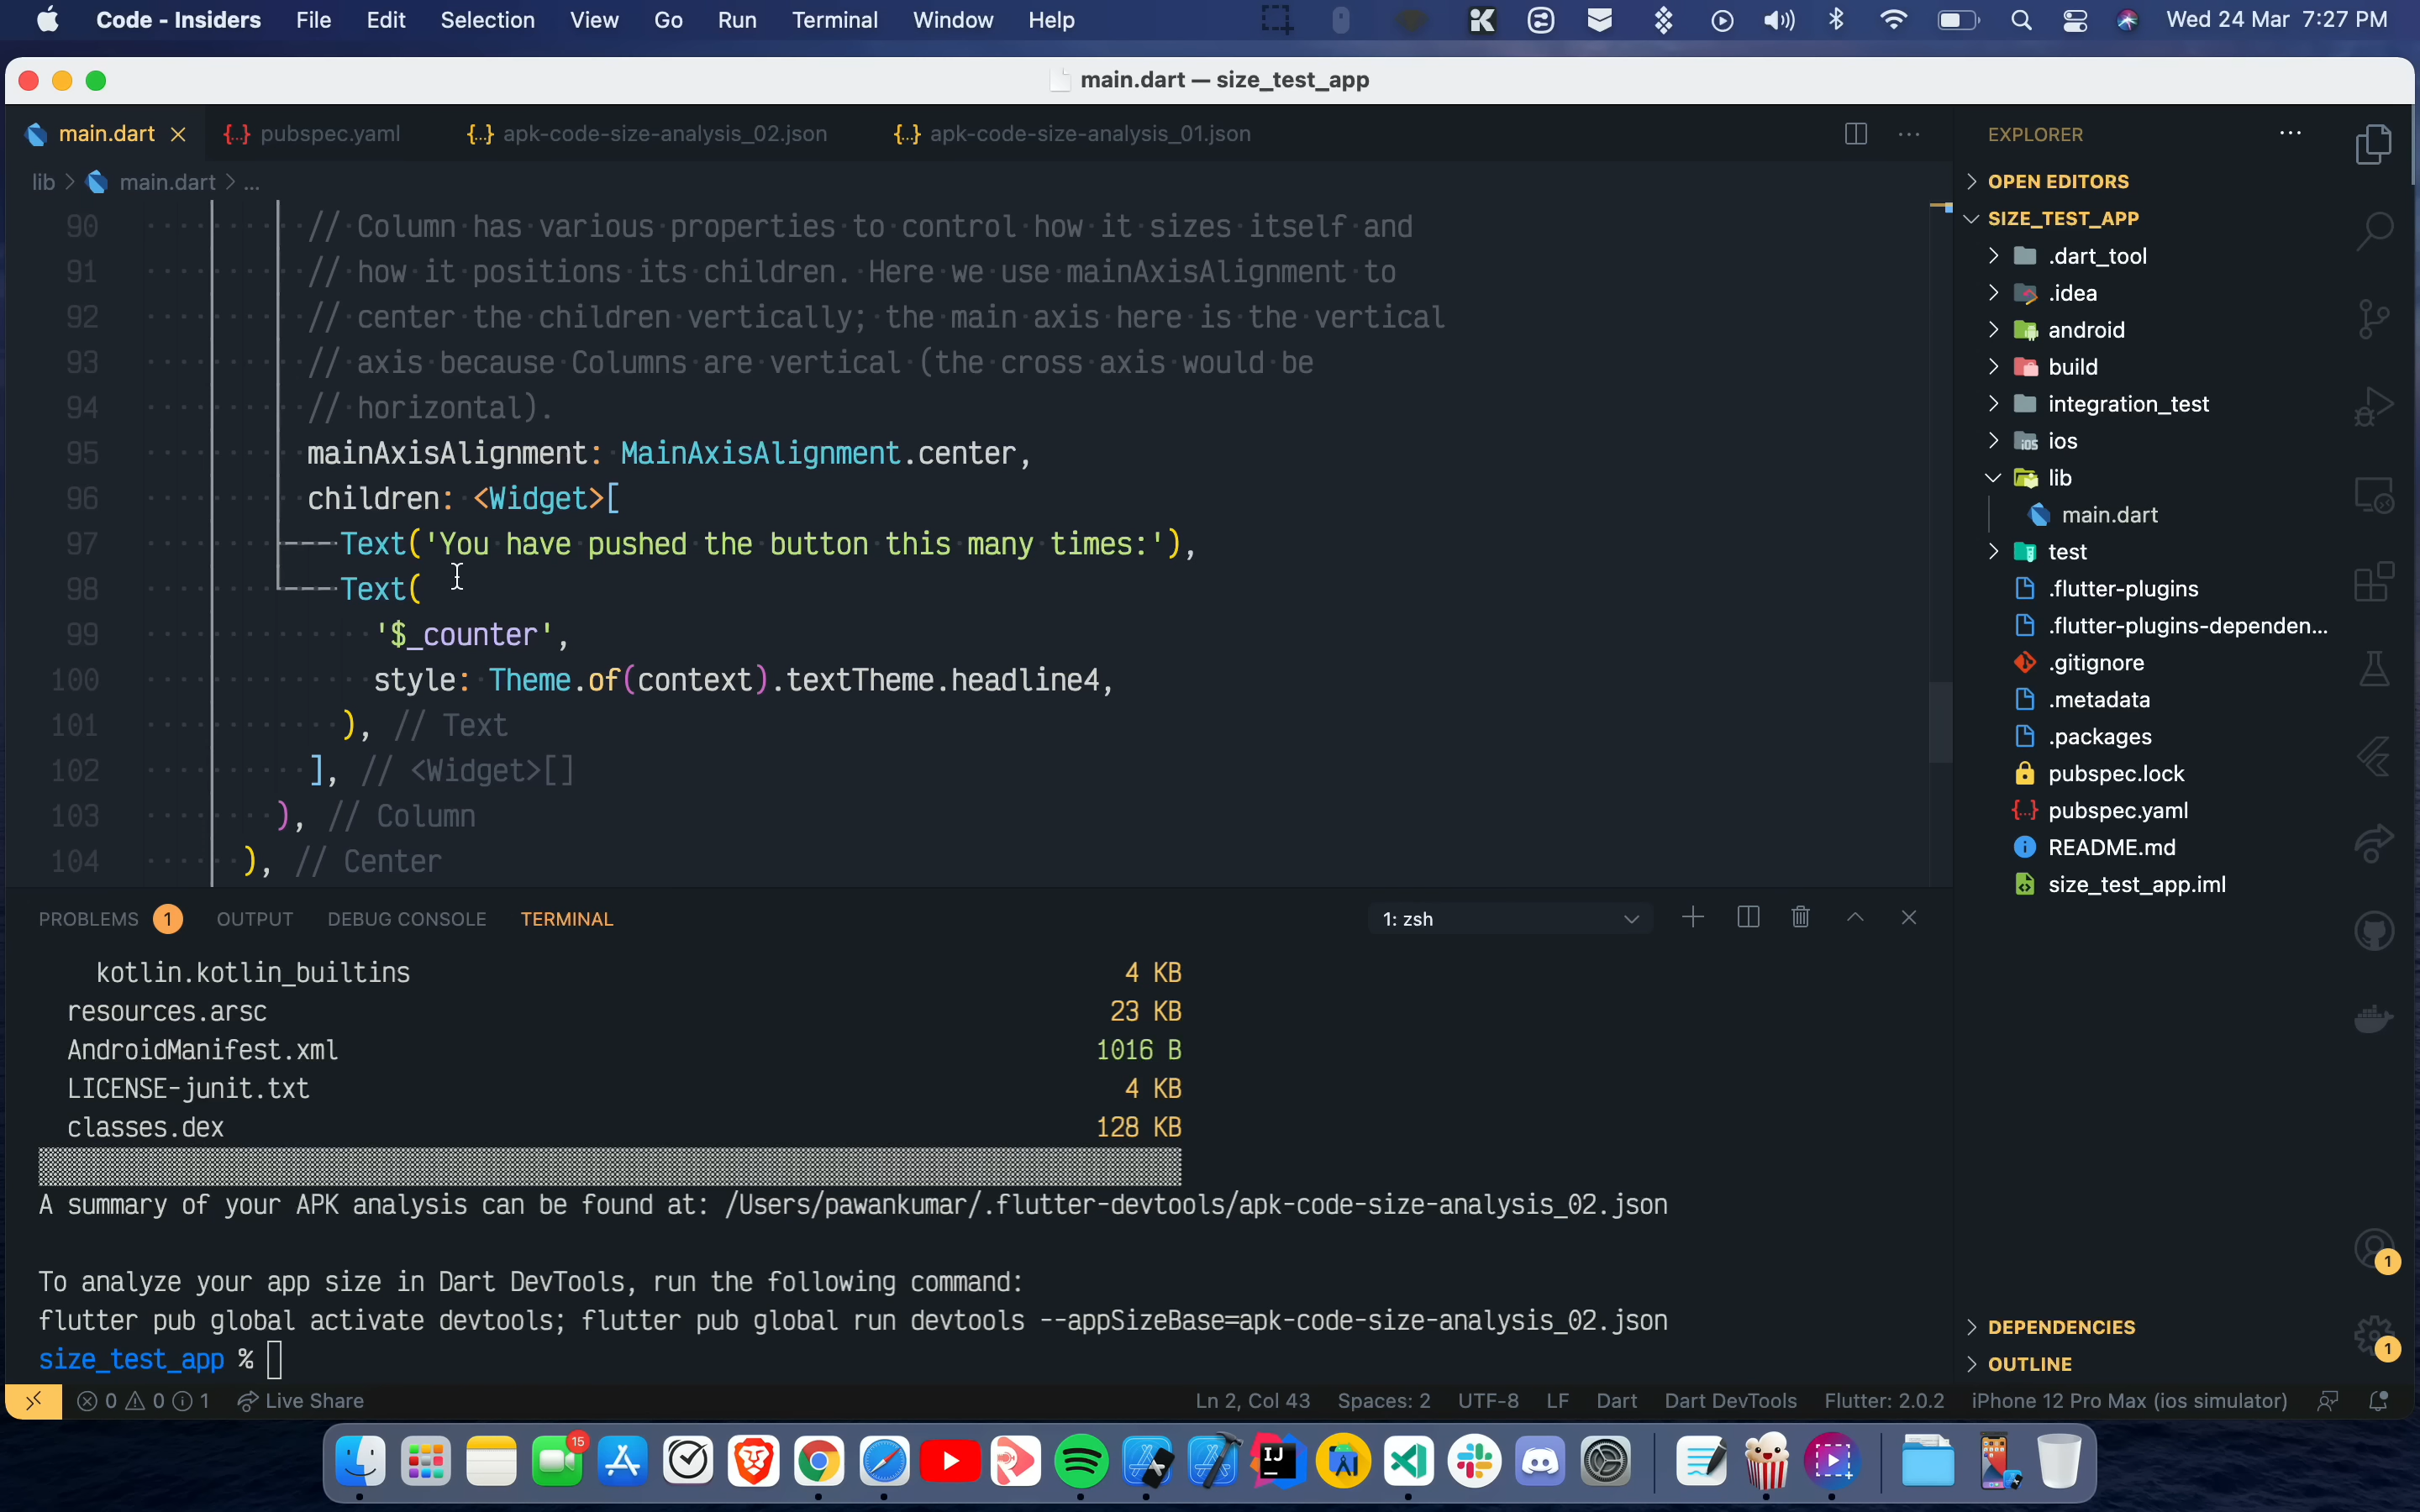 Code - Insiders File Edit Selection View Go Run Terminal Window Help Wed 24 Mar 7:27 PM
main.dart — size_test_app
main.dart pubspec.yaml apk-code-size-analysis_02.json apk-code-size-analysis_01.json
lib > main.dart > ...
90 // Column has various properties to control how it sizes itself and
91 // how it positions its children. Here we use mainAxisAlignment to
92 // center the children vertically; the main axis here is the vertical
93 // axis because Columns are vertical (the cross axis would be
94 // horizontal).
95 mainAxisAlignment: MainAxisAlignment.center,
96 children: <Widget>[
97 Text('You have pushed the button this many times:'),
98 Text(
99 '$_counter',
100 style: Theme.of(context).textTheme.headline4,
101 ), // Text
102 ], // <Widget>[]
103 ), // Column
104 ), // Center
EXPLORER
OPEN EDITORS
SIZE_TEST_APP
.dart_tool
.idea
android
build
integration_test
ios
lib
main.dart
test
.flutter-plugins
.flutter-plugins-dependen...
.gitignore
.metadata
.packages
pubspec.lock
pubspec.yaml
README.md
size_test_app.iml
DEPENDENCIES
OUTLINE
1
1
PROBLEMS 1 OUTPUT DEBUG CONSOLE TERMINAL 1: zsh
kotlin.kotlin_builtins 4 KB
resources.arsc 23 KB
AndroidManifest.xml 1016 B
LICENSE-junit.txt 4 KB
classes.dex 128 KB
A summary of your APK analysis can be found at: /Users/pawankumar/.flutter-devtools/apk-code-size-analysis_02.json
To analyze your app size in Dart DevTools, run the following command:
flutter pub global activate devtools; flutter pub global run devtools --appSizeBase=apk-code-size-analysis_02.json
size_test_app %
0 0 1 Live Share Ln 2, Col 43 Spaces: 2 UTF-8 LF Dart Dart DevTools Flutter: 2.0.2 iPhone 12 Pro Max (ios simulator)
15
IJ